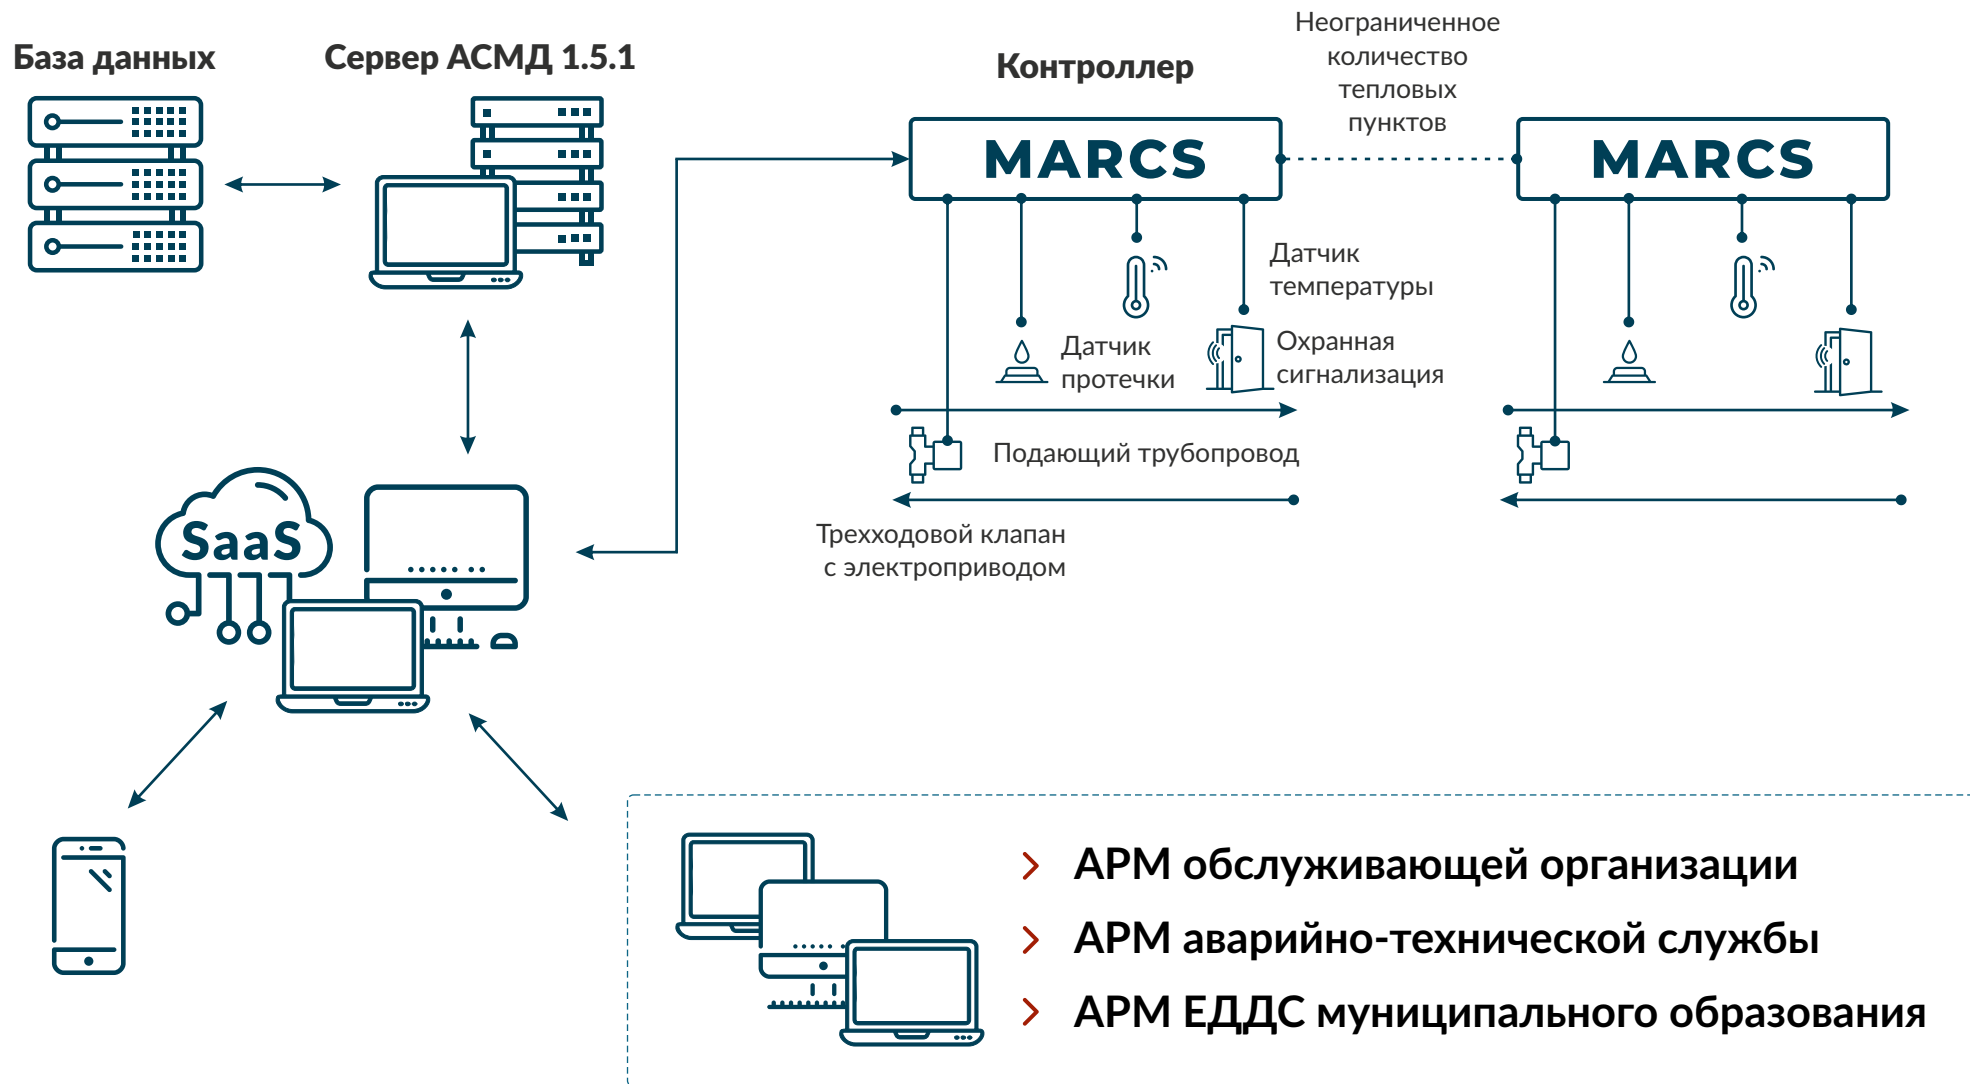 База данных
Сервер АСМД 1.5.1
Контроллер
Неограниченное
количество
тепловых
пунктов
MARCS
MARCS
Датчик
температуры
Датчик
протечки
Охранная
сигнализация
Подающий трубопровод
Трехходовой клапан
с электроприводом
SaaS
АРМ обслуживающей организации
АРМ аварийно-технической службы
АРМ ЕДДС муниципального образования